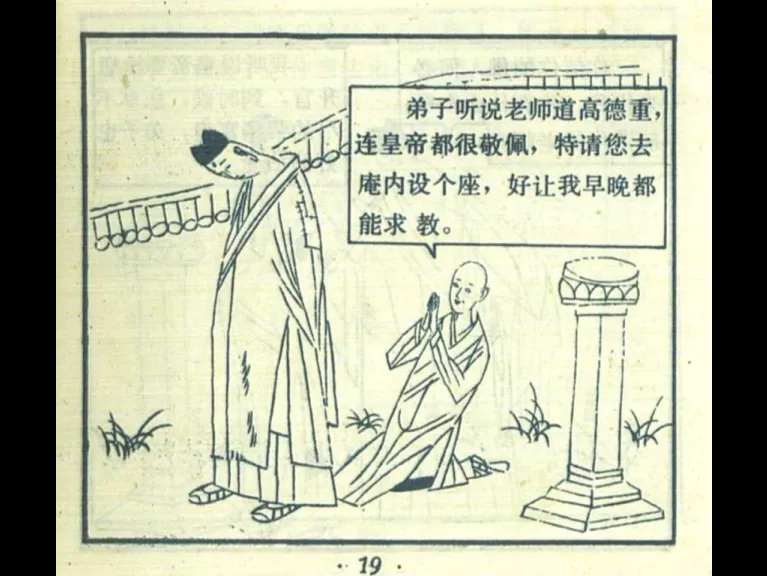 弟子听说老师道高德重，
连皇帝都很敬佩，特请您去
庵内设个座，好让我早晚都
能求 教。
· 19 ·